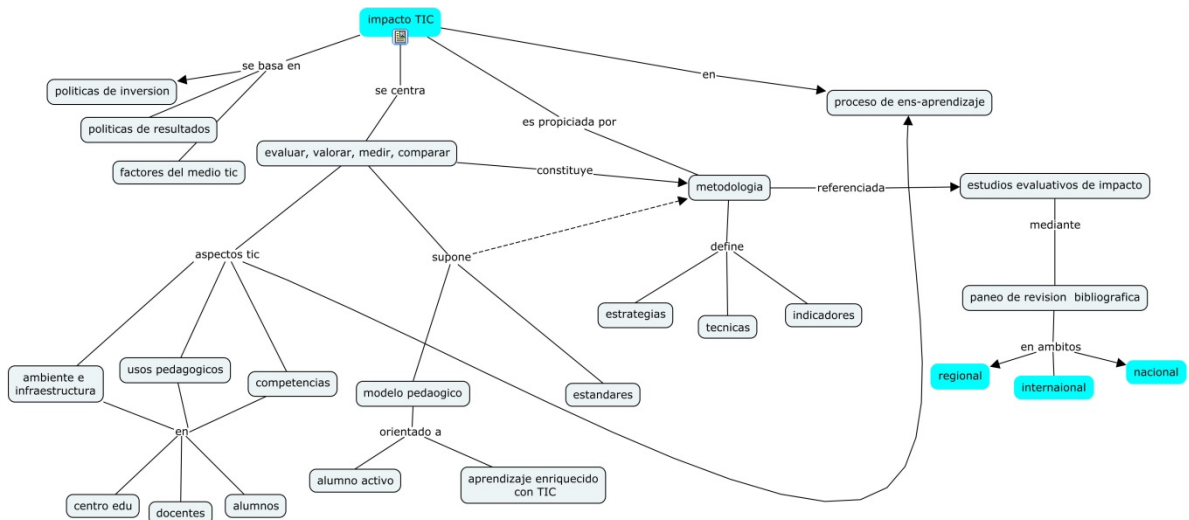 impacto TIC
se basa en
en
politicas de inversion
se centra
proceso de ens-aprendizaje
politicas de resultados
es propiciada por
factores del medio tic
evaluar, valorar, medir, comparar
constituye
metodologia
referenciada
estudios evaluativos de impacto
mediante
aspectos tic
supone
define
paneo de revision bibliografica
estrategias
tecnicas
indicadores
en ambitos
regional
internaional
nacional
ambiente e
infraestructura
usos pedagogicos
competencias
modelo pedaogico
estandares
en
orientado a
centro edu
docentes
alumnos
alumno activo
aprendizaje enriquecido
con TIC